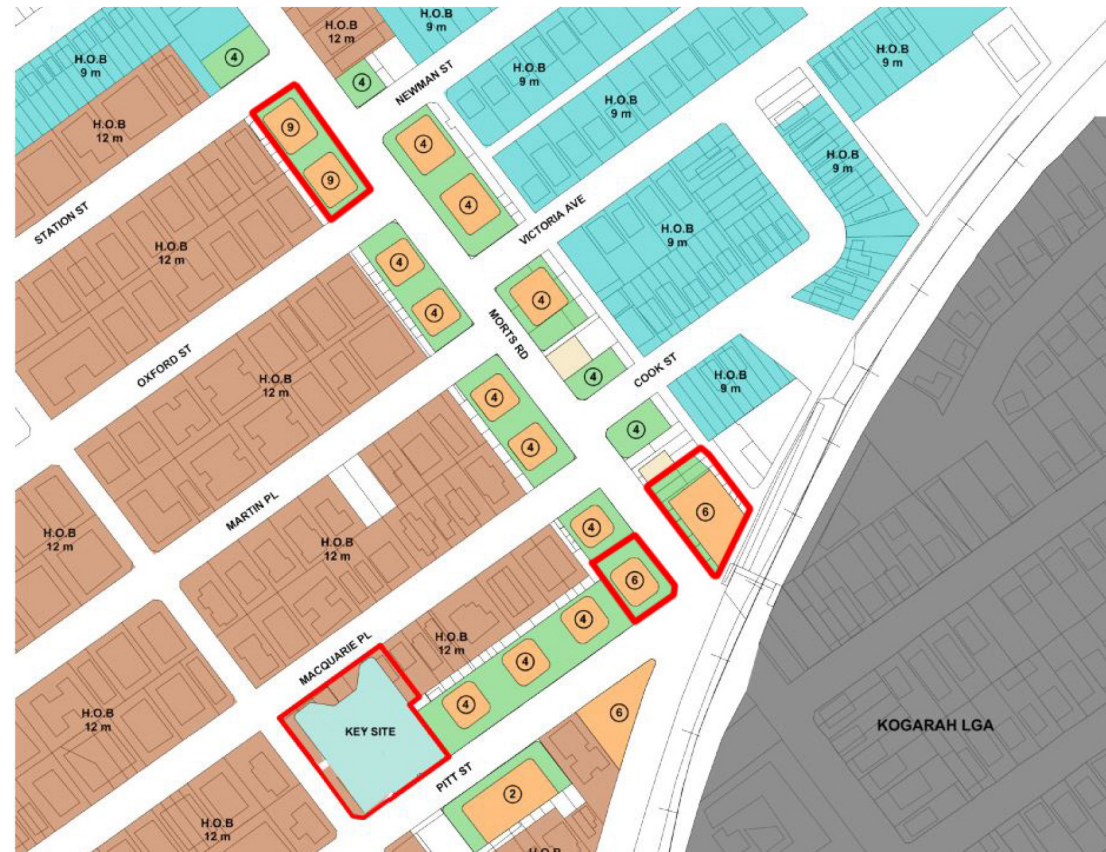 H.O.B
12 m
H.O.B
9 m
H.O.B
9 m
4
H.O.B
9 m
4
NEWMAN ST
H.O.B
9 m
H.O.B
12 m
9
9
4
4
H.O.B
9 m
H.O.B
9 m
STATION ST
H.O.B
12 m
VICTORIA AVE
H.O.B
9 m
4
4
4
MORTS RD
OXFORD ST
H.O.B
12 m
COOK ST
4
H.O.B
9 m
4
4
4
6
MARTIN PL
H.O.B
12 m
H.O.B
12 m
4
6
4
4
4
MACQUARIE PL
H.O.B
12 m
H.O.B
12 m
KEY SITE
6
KOGARAH LGA
PITT ST
2
H.O.B
12 m
H.O.B